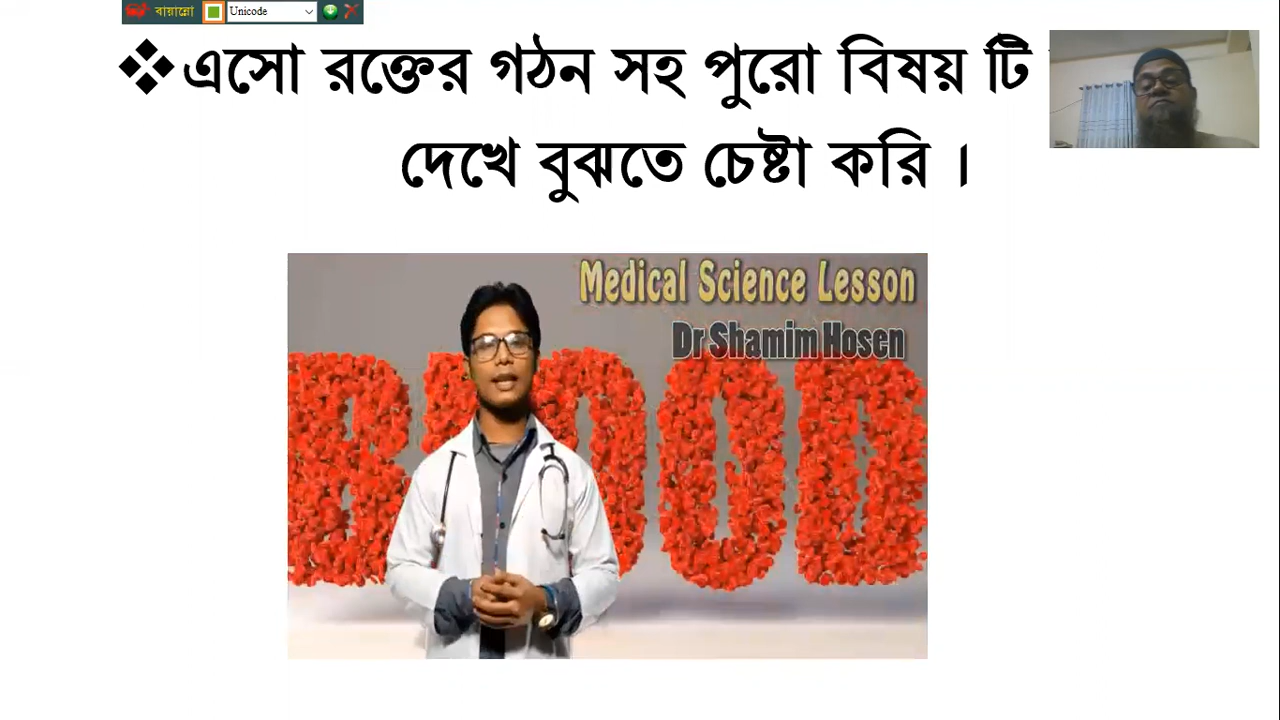 বায়ান্নো Unicode
❖এসো রক্তের গঠন সহ পুরো বিষয় টি
দেখে বুঝতে চেষ্টা করি ।
Medical Science Lesson
Dr Shamim Hosen
BLOOD